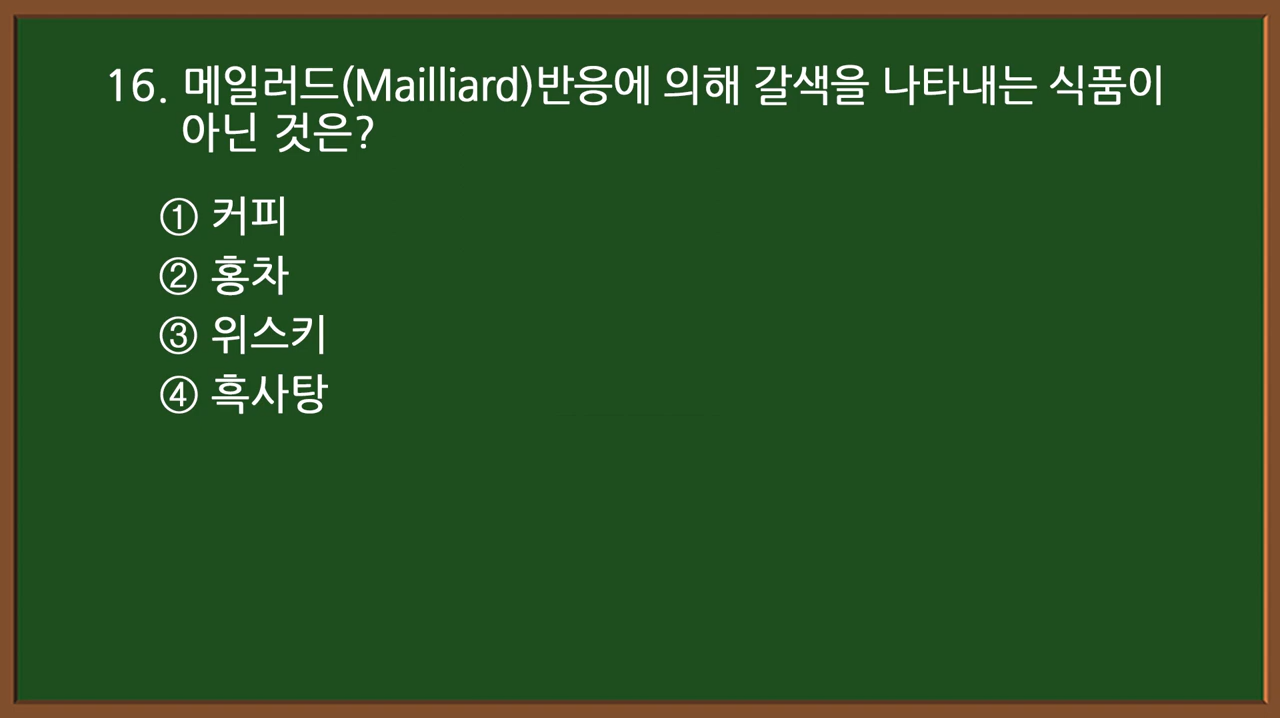 16. 메일러드(Mailliard)반응에 의해 갈색을 나타내는 식품이
아닌 것은?
① 커피
② 홍차
③ 위스키
④ 흑사탕